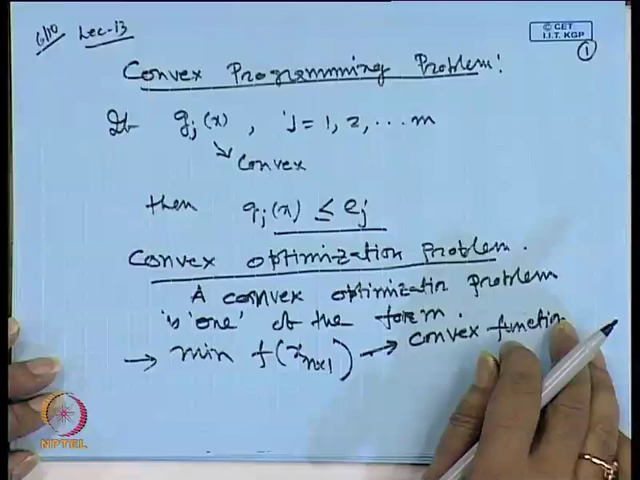 6/10 Lec-13
© CET
I.I.T. KGP
1
Convex Programming Problem:
If gj(x), j = 1, 2, ... m
convex
then gj(x) ≤ ej
Convex optimization problem.
A convex optimization problem
is 'one' of the form.
→ min f(x_{n×1}) → convex function
NPTEL